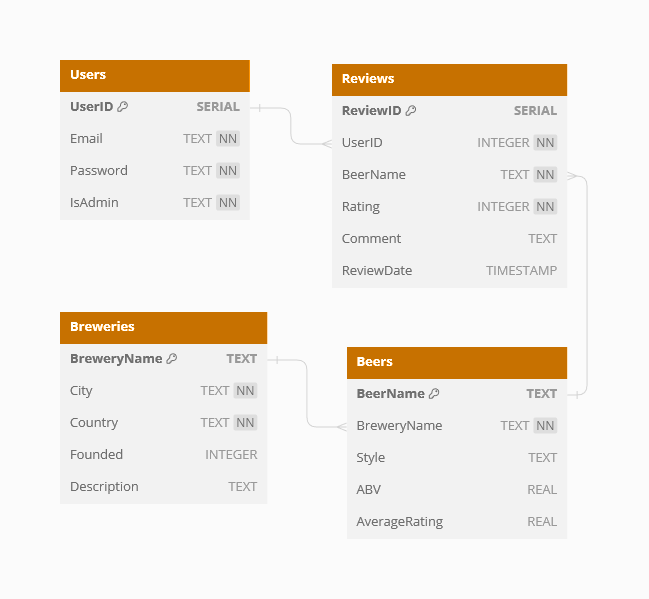 Users
UserID SERIAL
Email TEXT NN
Password TEXT NN
IsAdmin TEXT NN
Reviews
ReviewID SERIAL
UserID INTEGER NN
BeerName TEXT NN
Rating INTEGER NN
Comment TEXT
ReviewDate TIMESTAMP
Breweries
BreweryName TEXT
City TEXT NN
Country TEXT NN
Founded INTEGER
Description TEXT
Beers
BeerName TEXT
BreweryName TEXT NN
Style TEXT
ABV REAL
AverageRating REAL